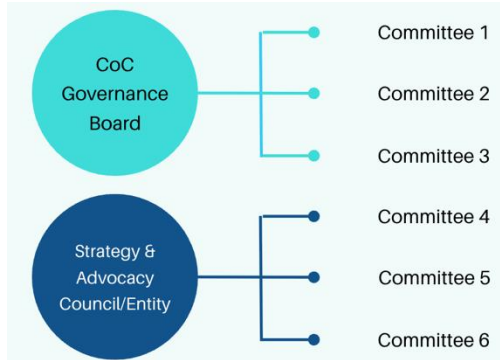 CoC
Governance
Board
Committee 1
Committee 2
Committee 3
Strategy &
Advocacy
Council/Entity
Committee 4
Committee 5
Committee 6